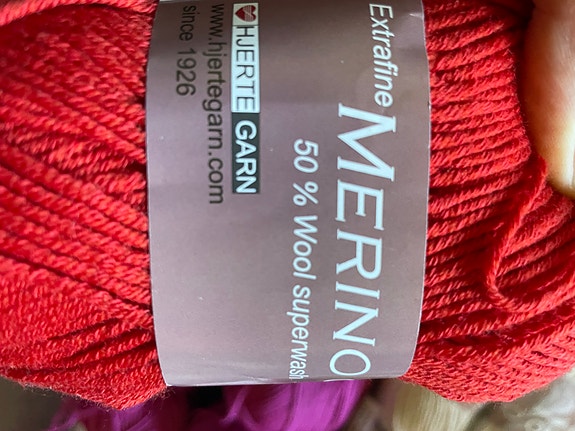 Extrafine
MERINO
50 % Wool superwash
HJERTE GARN
www.hjertegarn.com
since 1926